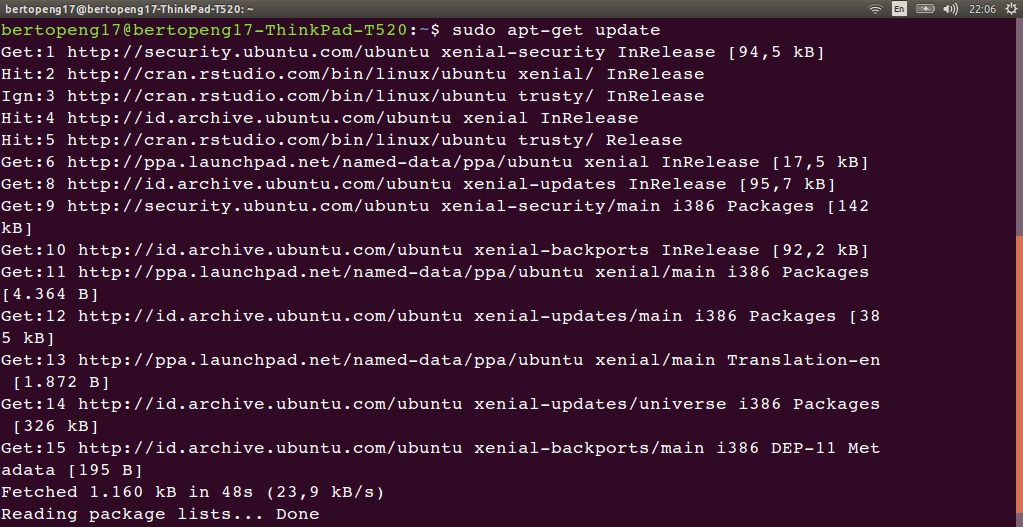 bertopeng17@bertopeng17-ThinkPad-T520: ~
En
22:06
bertopeng17@bertopeng17-ThinkPad-T520:~$ sudo apt-get update
Get:1 http://security.ubuntu.com/ubuntu xenial-security InRelease [94,5 kB]
Hit:2 http://cran.rstudio.com/bin/linux/ubuntu xenial/ InRelease
Ign:3 http://cran.rstudio.com/bin/linux/ubuntu trusty/ InRelease
Hit:4 http://id.archive.ubuntu.com/ubuntu xenial InRelease
Hit:5 http://cran.rstudio.com/bin/linux/ubuntu trusty/ Release
Get:6 http://ppa.launchpad.net/named-data/ppa/ubuntu xenial InRelease [17,5 kB]
Get:8 http://id.archive.ubuntu.com/ubuntu xenial-updates InRelease [95,7 kB]
Get:9 http://security.ubuntu.com/ubuntu xenial-security/main i386 Packages [142
kB]
Get:10 http://id.archive.ubuntu.com/ubuntu xenial-backports InRelease [92,2 kB]
Get:11 http://ppa.launchpad.net/named-data/ppa/ubuntu xenial/main i386 Packages
[4.364 B]
Get:12 http://id.archive.ubuntu.com/ubuntu xenial-updates/main i386 Packages [38
5 kB]
Get:13 http://ppa.launchpad.net/named-data/ppa/ubuntu xenial/main Translation-en
[1.872 B]
Get:14 http://id.archive.ubuntu.com/ubuntu xenial-updates/universe i386 Packages
[326 kB]
Get:15 http://id.archive.ubuntu.com/ubuntu xenial-backports/main i386 DEP-11 Met
adata [195 B]
Fetched 1.160 kB in 48s (23,9 kB/s)
Reading package lists... Done